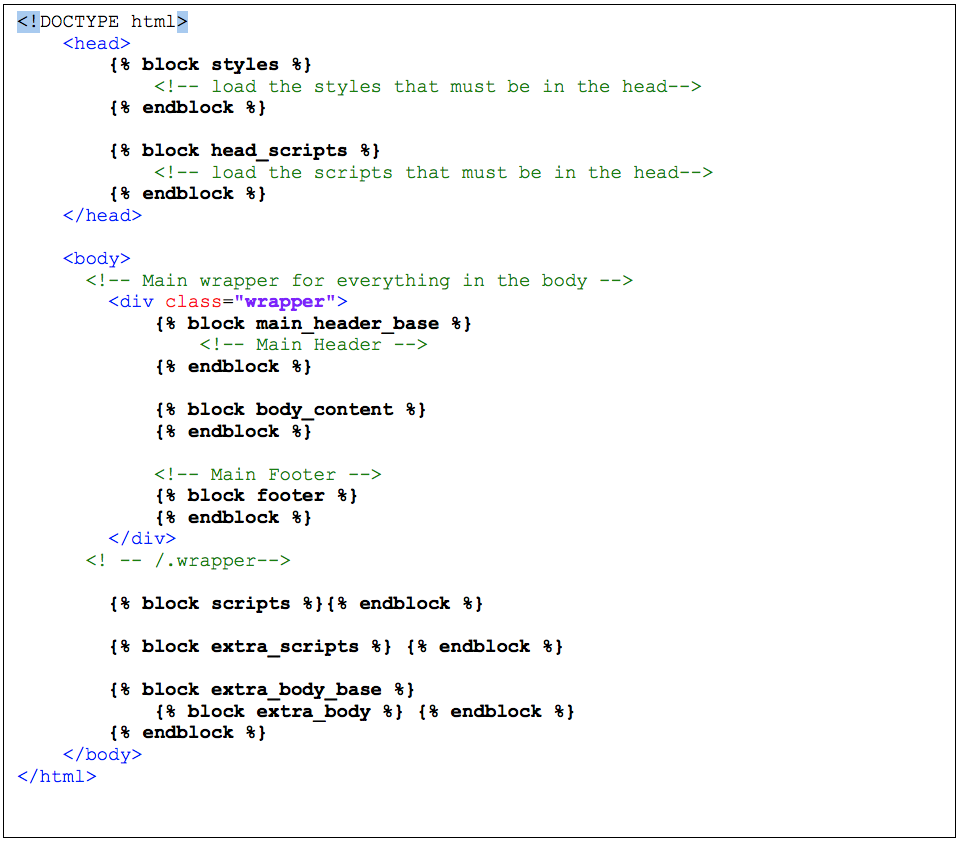 <!DOCTYPE html>
<head>
{% block styles %}
<!-- load the styles that must be in the head-->
{% endblock %}
{% block head_scripts %}
<!-- load the scripts that must be in the head-->
{% endblock %}
</head>
<body>
<!-- Main wrapper for everything in the body -->
<div class="wrapper">
{% block main_header_base %}
<!-- Main Header -->
{% endblock %}
{% block body_content %}
{% endblock %}
<!-- Main Footer -->
{% block footer %}
{% endblock %}
</div>
<! -- /.wrapper-->
{% block scripts %}{% endblock %}
{% block extra_scripts %} {% endblock %}
{% block extra_body_base %}
{% block extra_body %} {% endblock %}
{% endblock %}
</body>
</html>